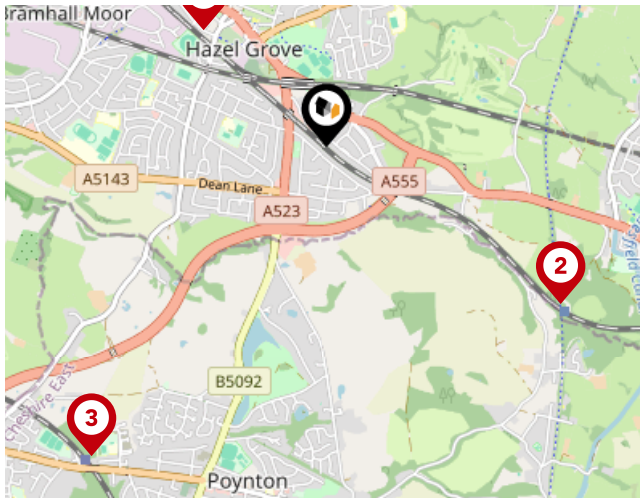 Bramhall Moor
Hazel Grove
A5143
Dean Lane
A555
A523
2
B5092
Cheshire East
3
Poynton